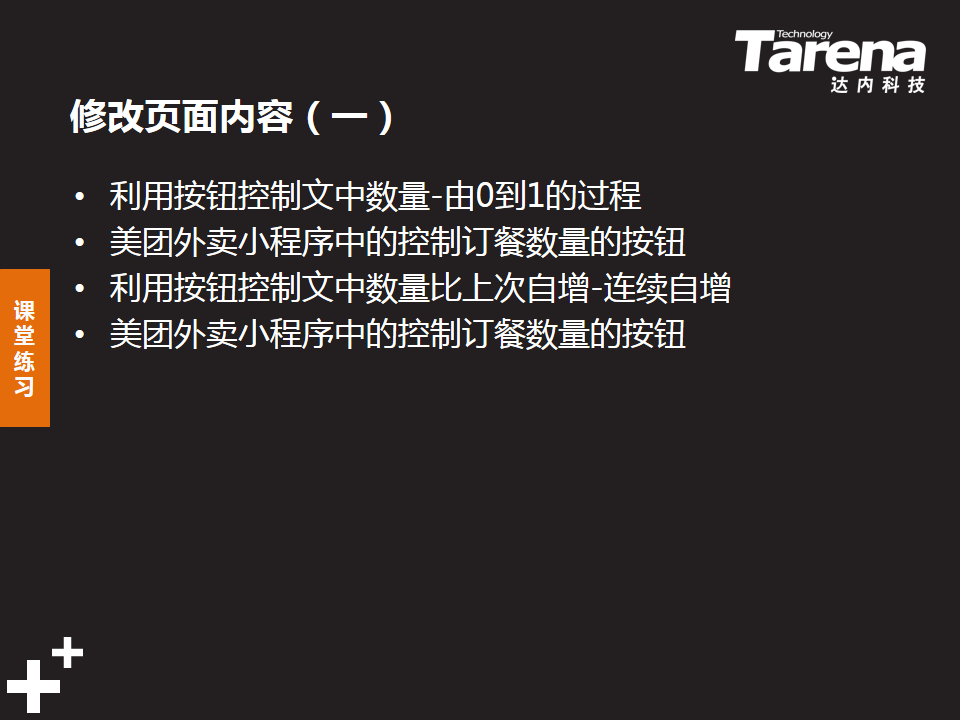 Technology
Tarena
达内科技
修改页面内容（一）
• 利用按钮控制文中数量-由0到1的过程
• 美团外卖小程序中的控制订餐数量的按钮
• 利用按钮控制文中数量比上次自增-连续自增
• 美团外卖小程序中的控制订餐数量的按钮
课堂练习